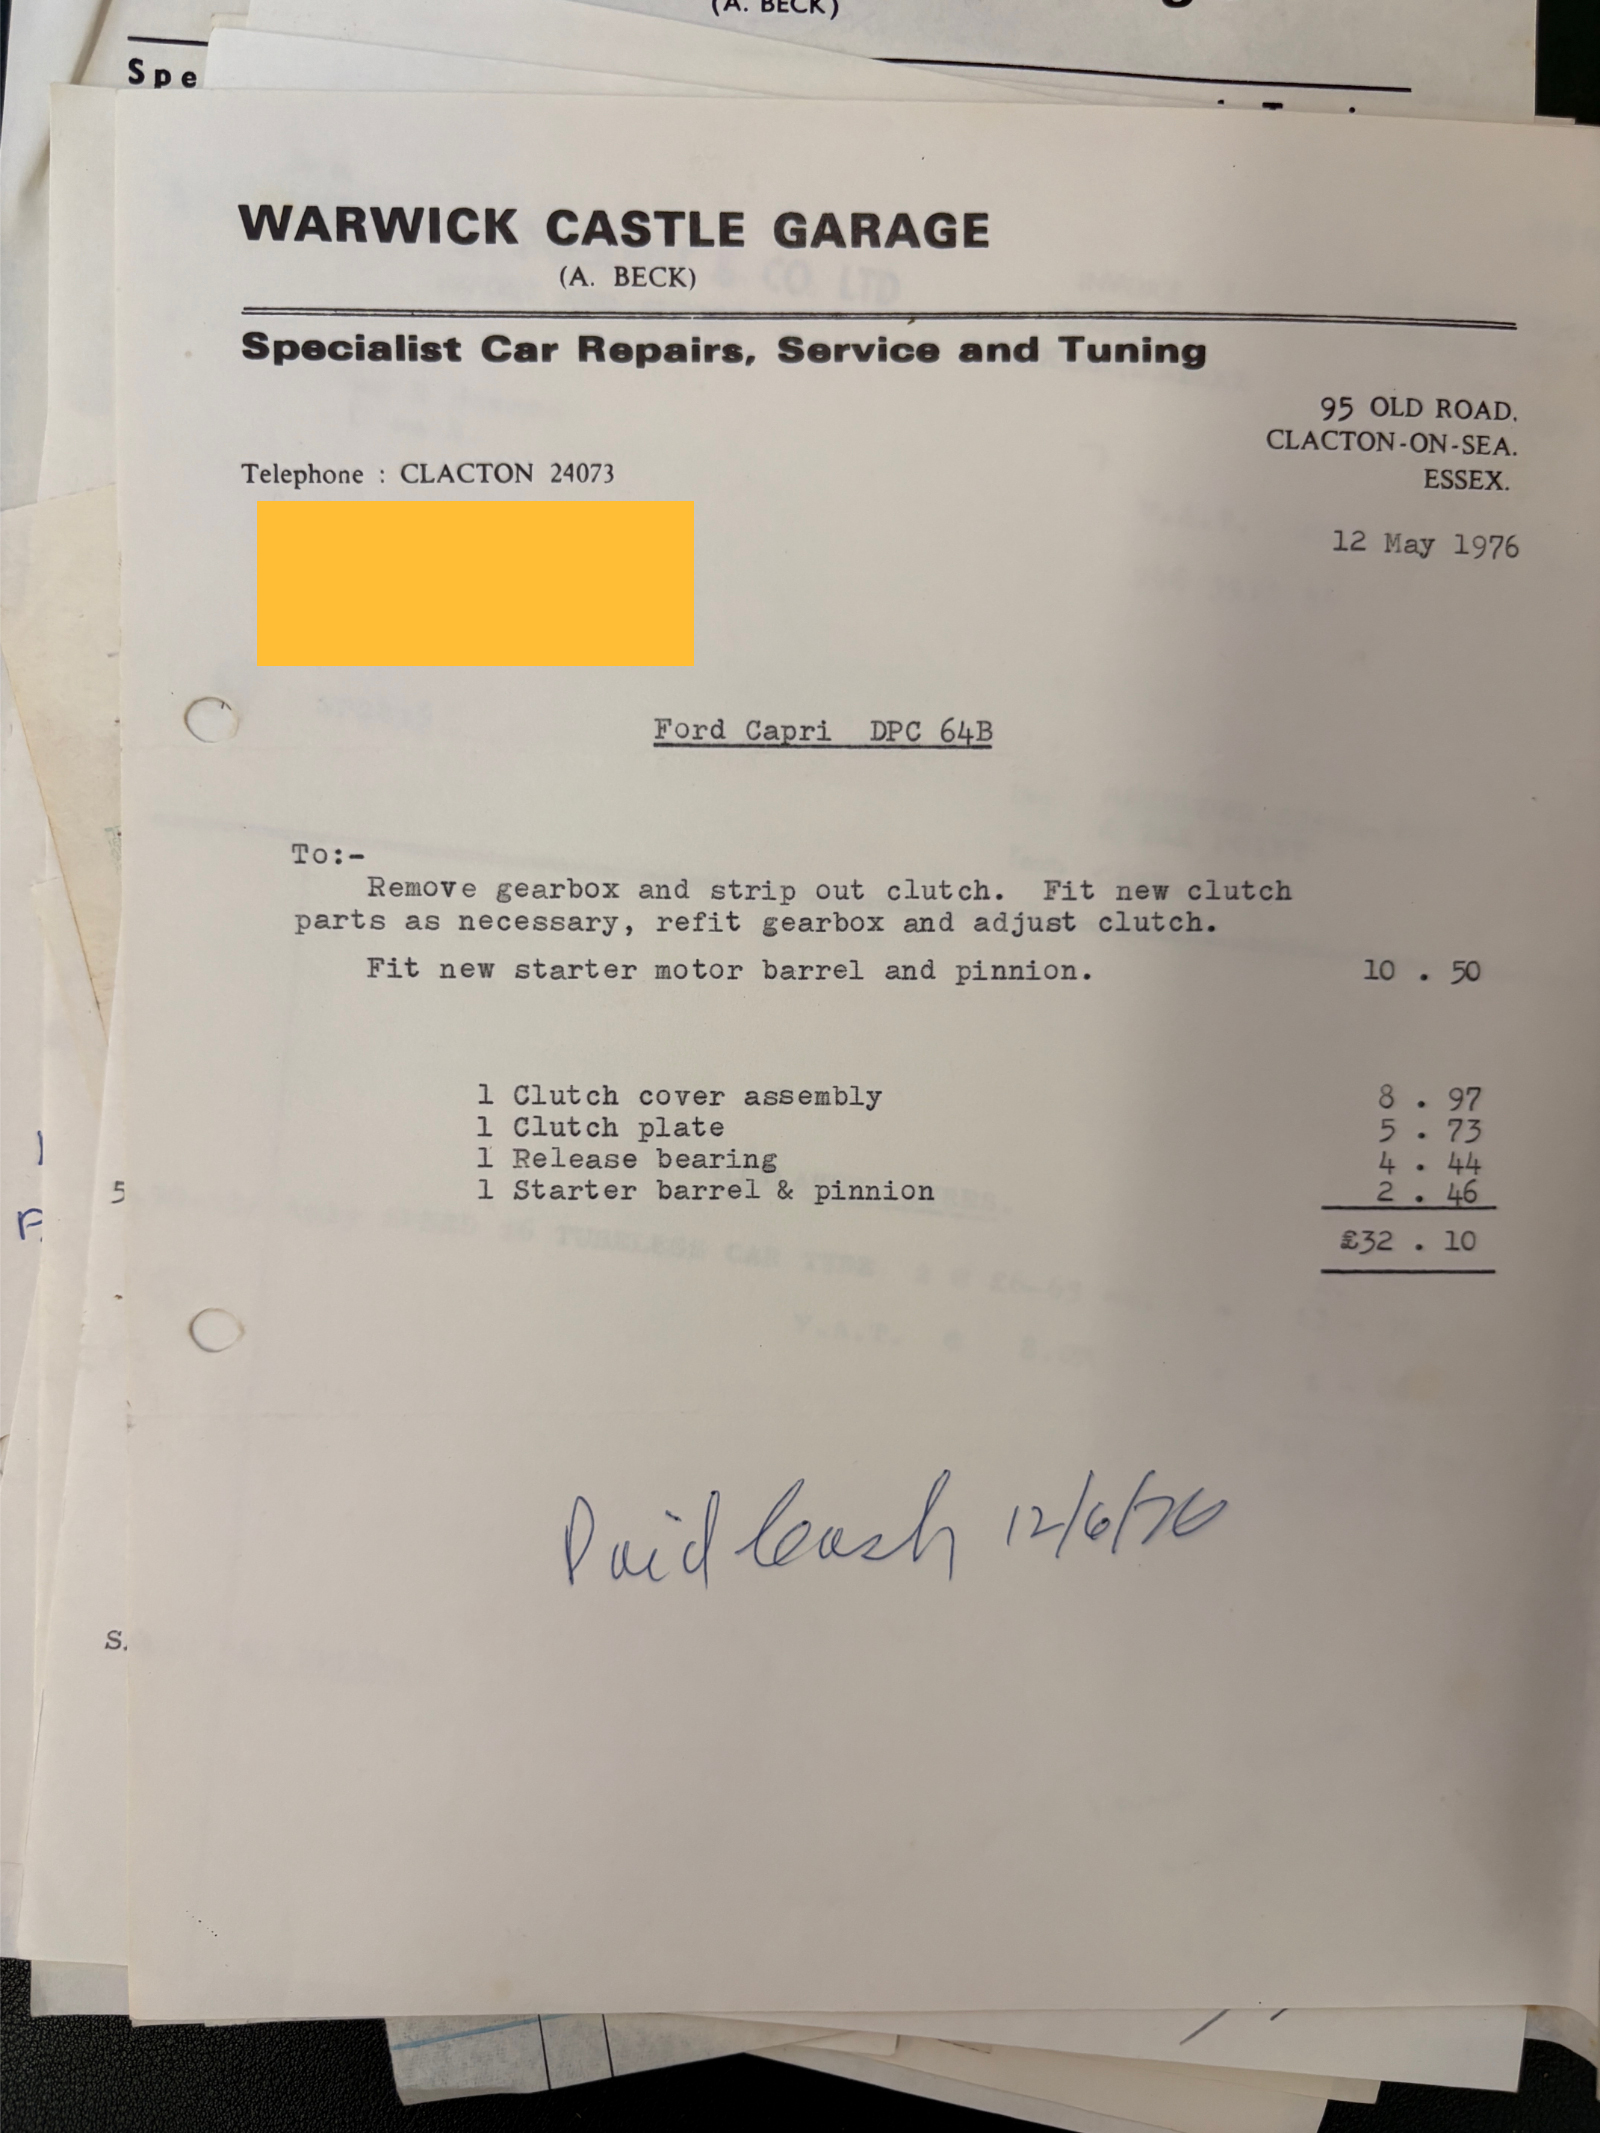 (A. BECK)
Spe
WARWICK CASTLE GARAGE
(A. BECK)
Specialist Car Repairs, Service and Tuning
95 OLD ROAD,
CLACTON-ON-SEA.
ESSEX.
Telephone : CLACTON 24073
12 May 1976
Ford Capri DPC 64B
To:-
Remove gearbox and strip out clutch. Fit new clutch
parts as necessary, refit gearbox and adjust clutch.
Fit new starter motor barrel and pinnion. 10 . 50
1 Clutch cover assembly 8 . 97
1 Clutch plate 5 . 73
1 Release bearing 4 . 44
1 Starter barrel & pinnion 2 . 46
£32 . 10
Paid Cash 12/6/76
5
S.